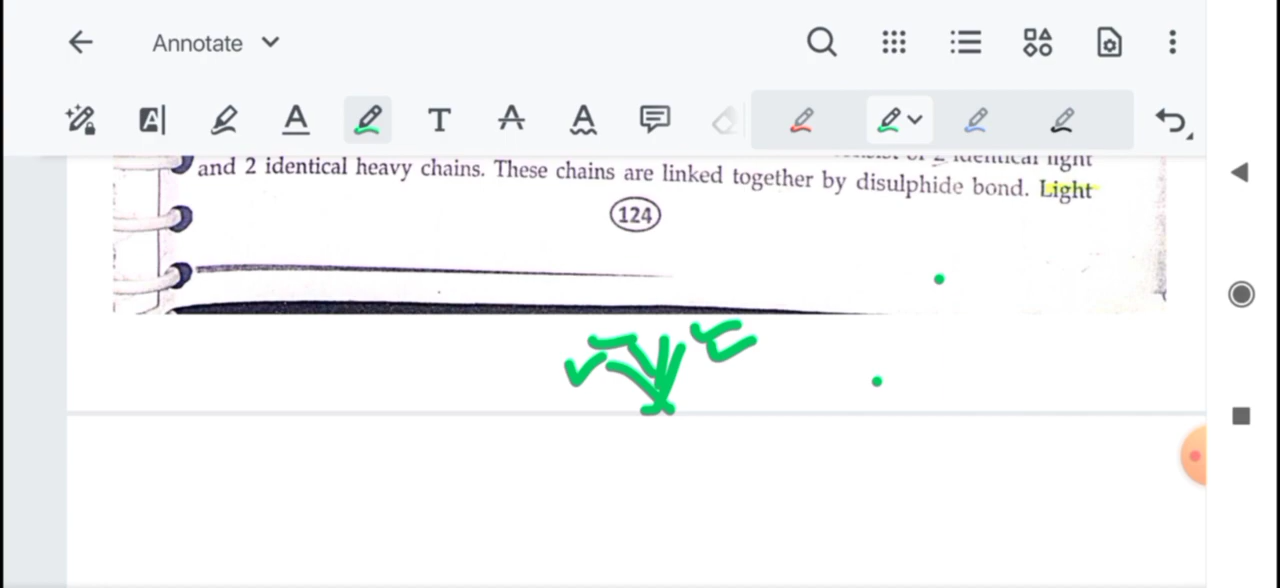 Annotate
A T A A
and 2 identical heavy chains. These chains are linked together by disulphide bond. Light
124